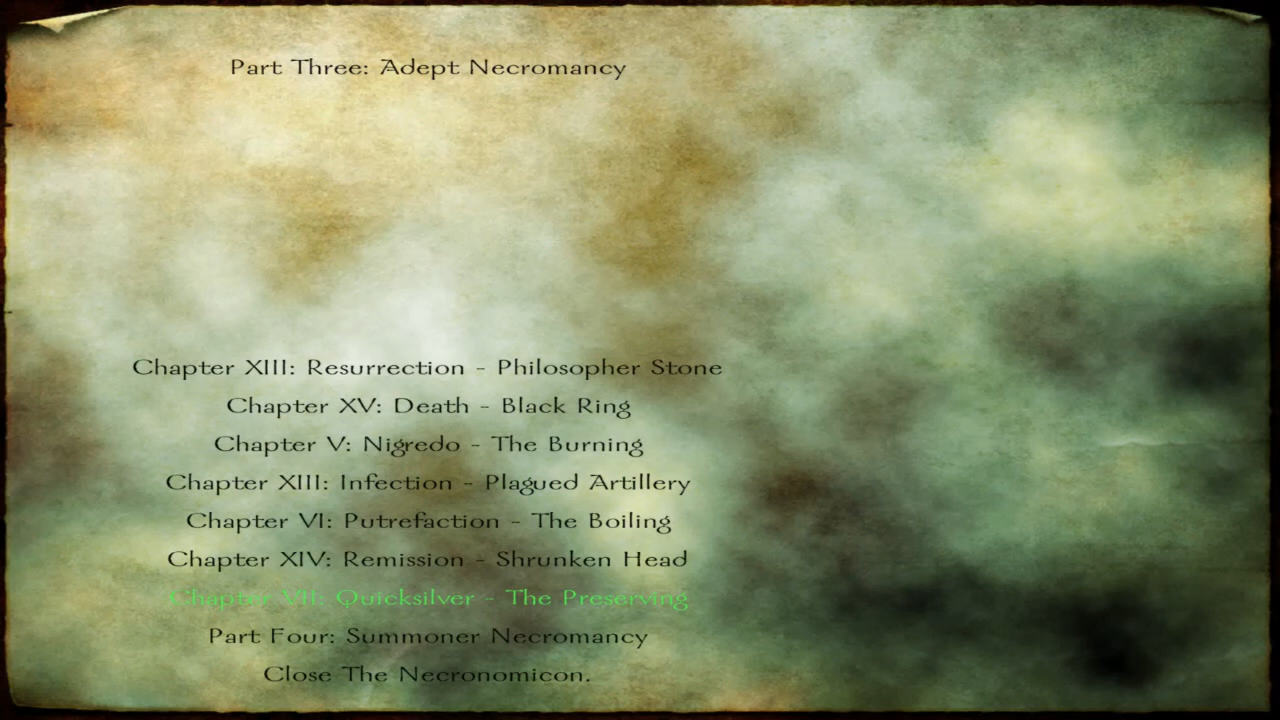 Part Three: Adept Necromancy
Chapter XIII: Resurrection - Philosopher Stone
Chapter XV: Death - Black Ring
Chapter V: Nigredo - The Burning
Chapter XIII: Infection - Plagued Artillery
Chapter VI: Putrefaction - The Boiling
Chapter XIV: Remission - Shrunken Head
Chapter VII: Quicksilver - The Preserving
Part Four: Summoner Necromancy
Close The Necronomicon.